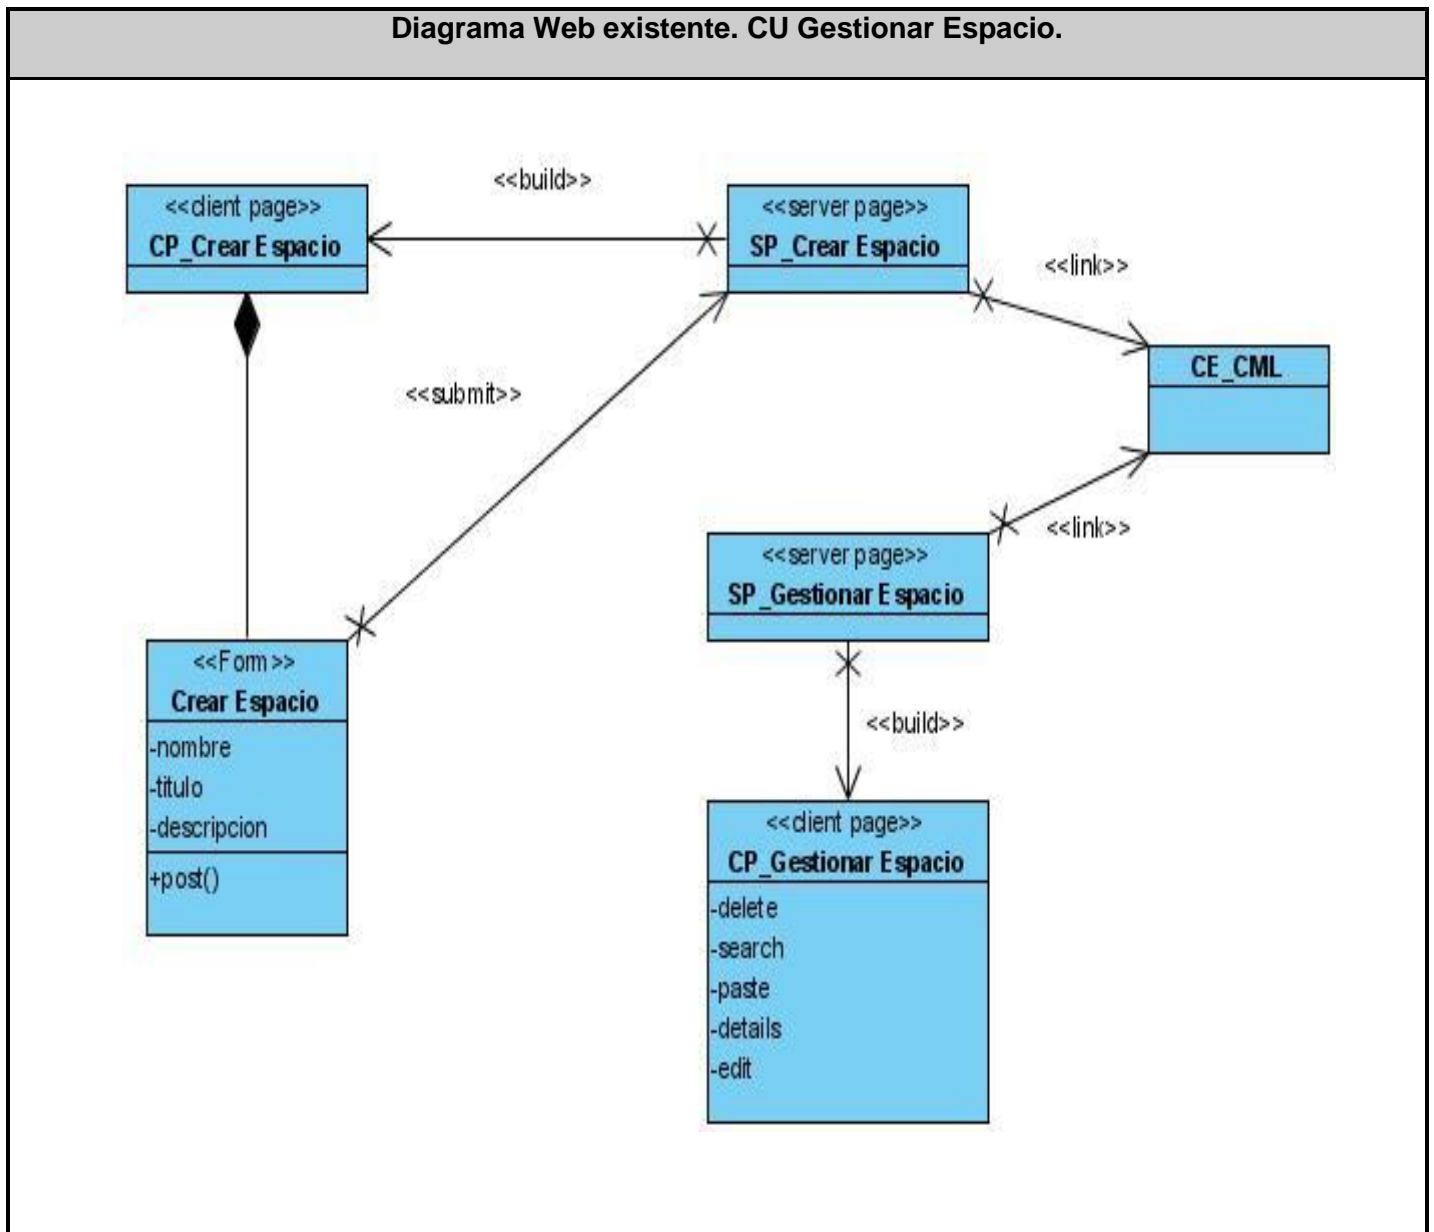 Diagrama Web existente. CU Gestionar Espacio.
<<build>>
<<client page>>
CP_Crear Espacio
<<server page>>
SP_Crear Espacio
<<link>>
CE_CML
<<submit>>
<<link>>
<<server page>>
SP_Gestionar Espacio
<<Form>>
Crear Espacio
-nombre
-titulo
-descripcion
+post()
<<build>>
<<client page>>
CP_Gestionar Espacio
-delete
-search
-paste
-details
-edit